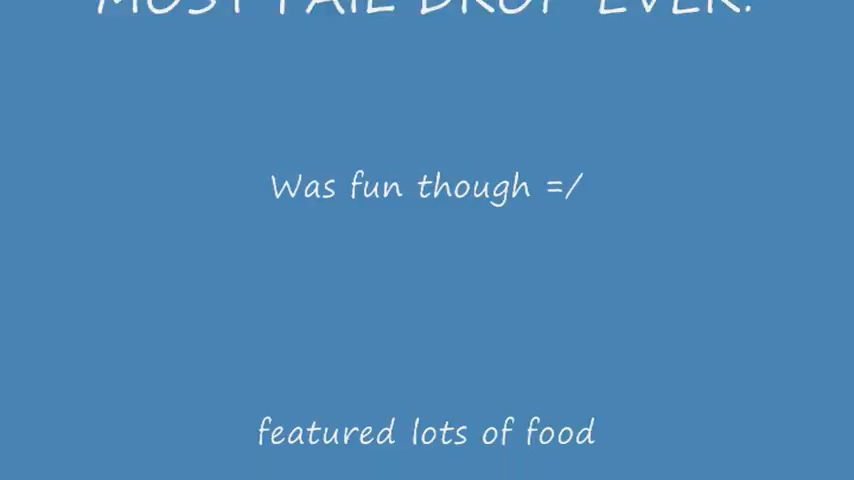 MOST FAIL DROP EVER.
Was fun though =/
featured lots of food